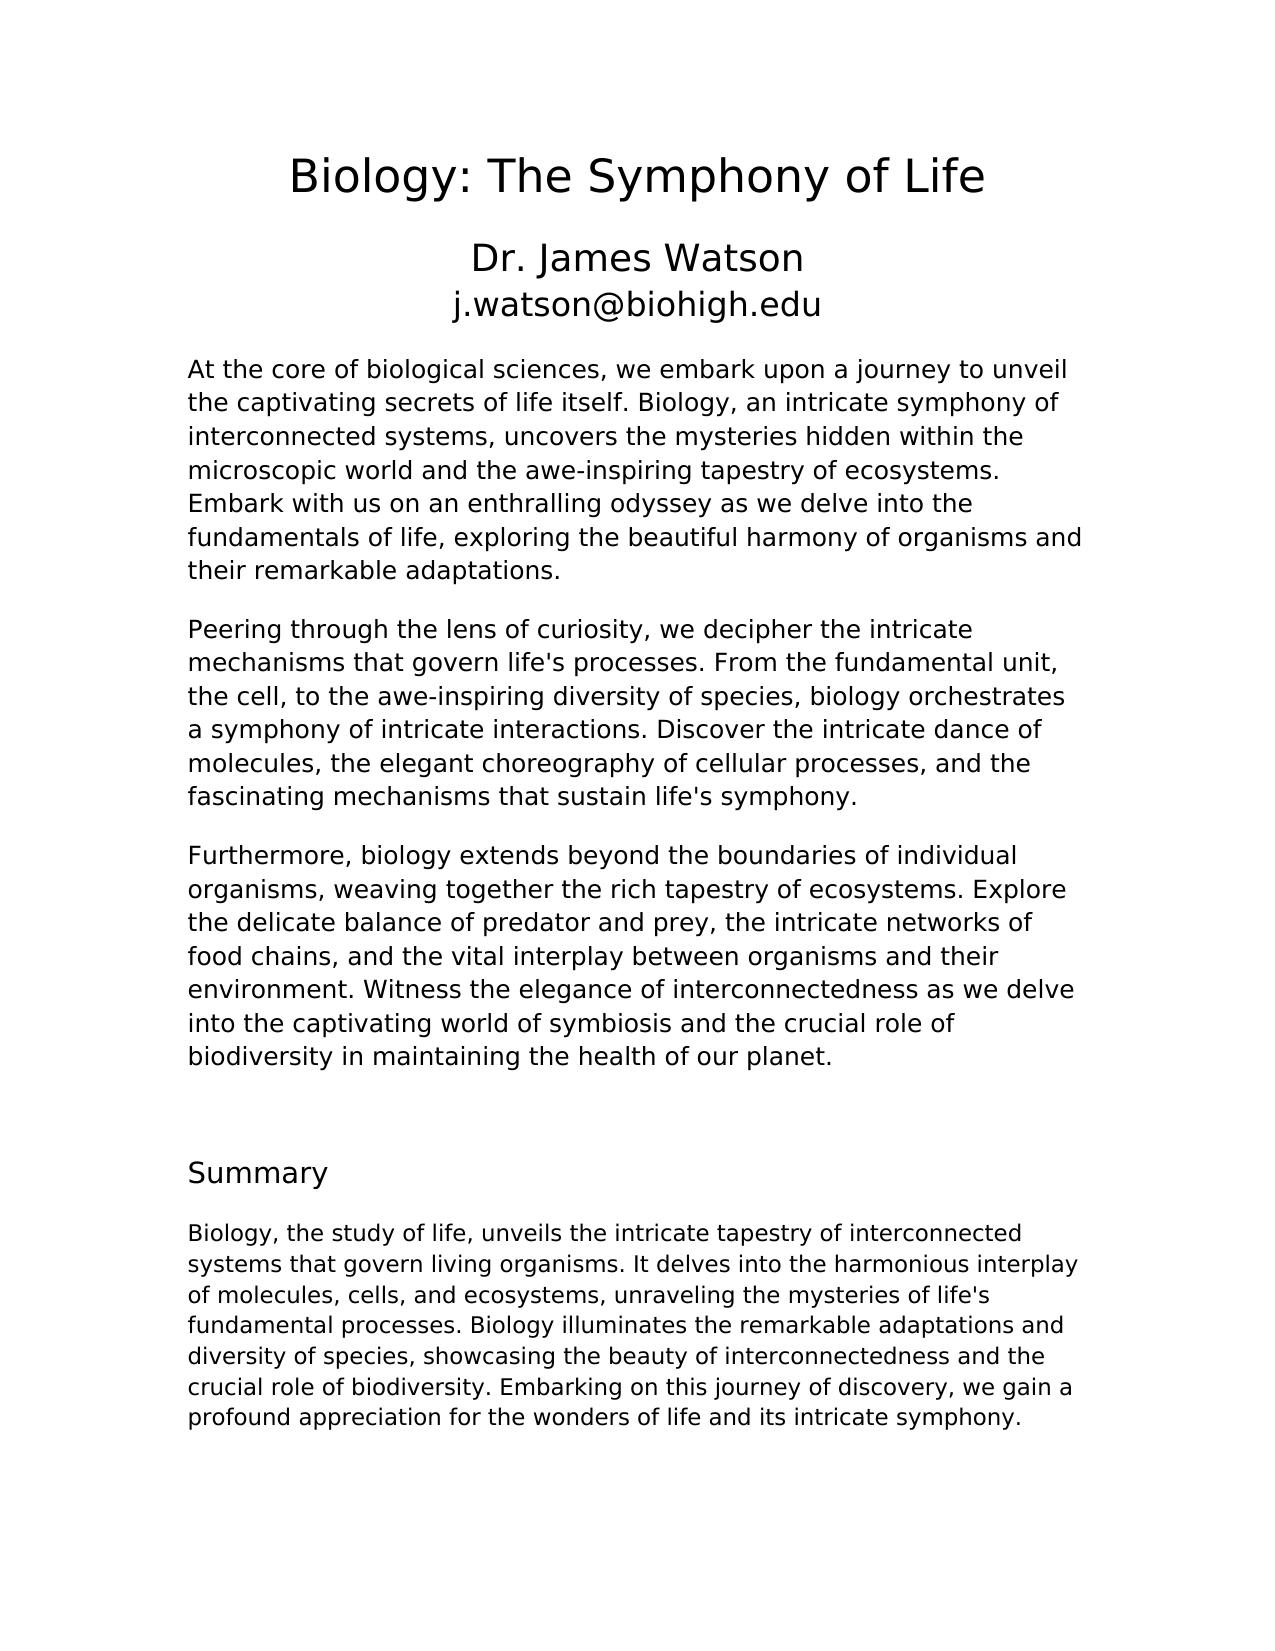 Biology: The Symphony of Life
Dr. James Watson
j.watson@biohigh.edu
At the core of biological sciences, we embark upon a journey to unveil
the captivating secrets of life itself. Biology, an intricate symphony of
interconnected systems, uncovers the mysteries hidden within the
microscopic world and the awe-inspiring tapestry of ecosystems.
Embark with us on an enthralling odyssey as we delve into the
fundamentals of life, exploring the beautiful harmony of organisms and
their remarkable adaptations.
Peering through the lens of curiosity, we decipher the intricate
mechanisms that govern life's processes. From the fundamental unit,
the cell, to the awe-inspiring diversity of species, biology orchestrates
a symphony of intricate interactions. Discover the intricate dance of
molecules, the elegant choreography of cellular processes, and the
fascinating mechanisms that sustain life's symphony.
Furthermore, biology extends beyond the boundaries of individual
organisms, weaving together the rich tapestry of ecosystems. Explore
the delicate balance of predator and prey, the intricate networks of
food chains, and the vital interplay between organisms and their
environment. Witness the elegance of interconnectedness as we delve
into the captivating world of symbiosis and the crucial role of
biodiversity in maintaining the health of our planet.
Summary
Biology, the study of life, unveils the intricate tapestry of interconnected
systems that govern living organisms. It delves into the harmonious interplay
of molecules, cells, and ecosystems, unraveling the mysteries of life's
fundamental processes. Biology illuminates the remarkable adaptations and
diversity of species, showcasing the beauty of interconnectedness and the
crucial role of biodiversity. Embarking on this journey of discovery, we gain a
profound appreciation for the wonders of life and its intricate symphony.